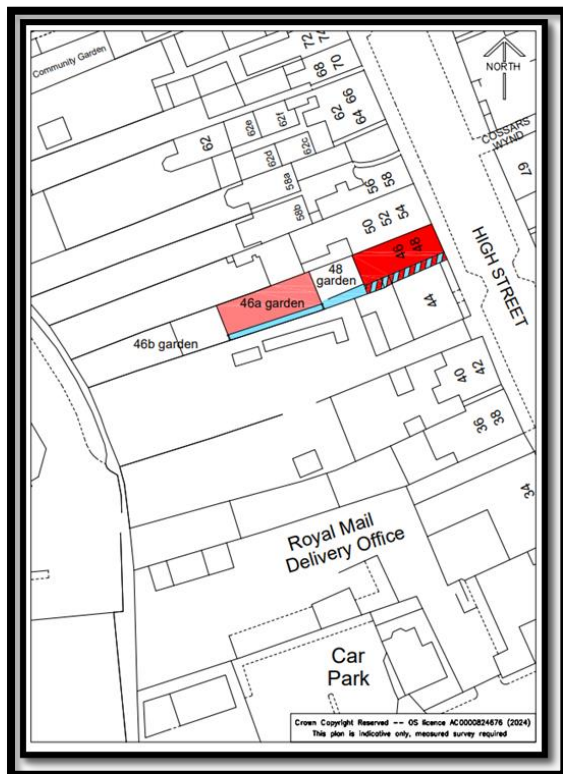 Community Garden
74
72
70
68
66
64
62
62
62e
62f
62d
62c
58a
58b
58
56
54
52
50
NORTH
COSSARS
WYND
67
HIGH STREET
48
46
48
garden
46a garden
46b garden
44
42
40
38
36
34
Royal Mail
Delivery Office
Car
Park
Crown Copyright Reserved -- OS licence AC0000824676 (2024)
This plan is indicative only, measured survey required